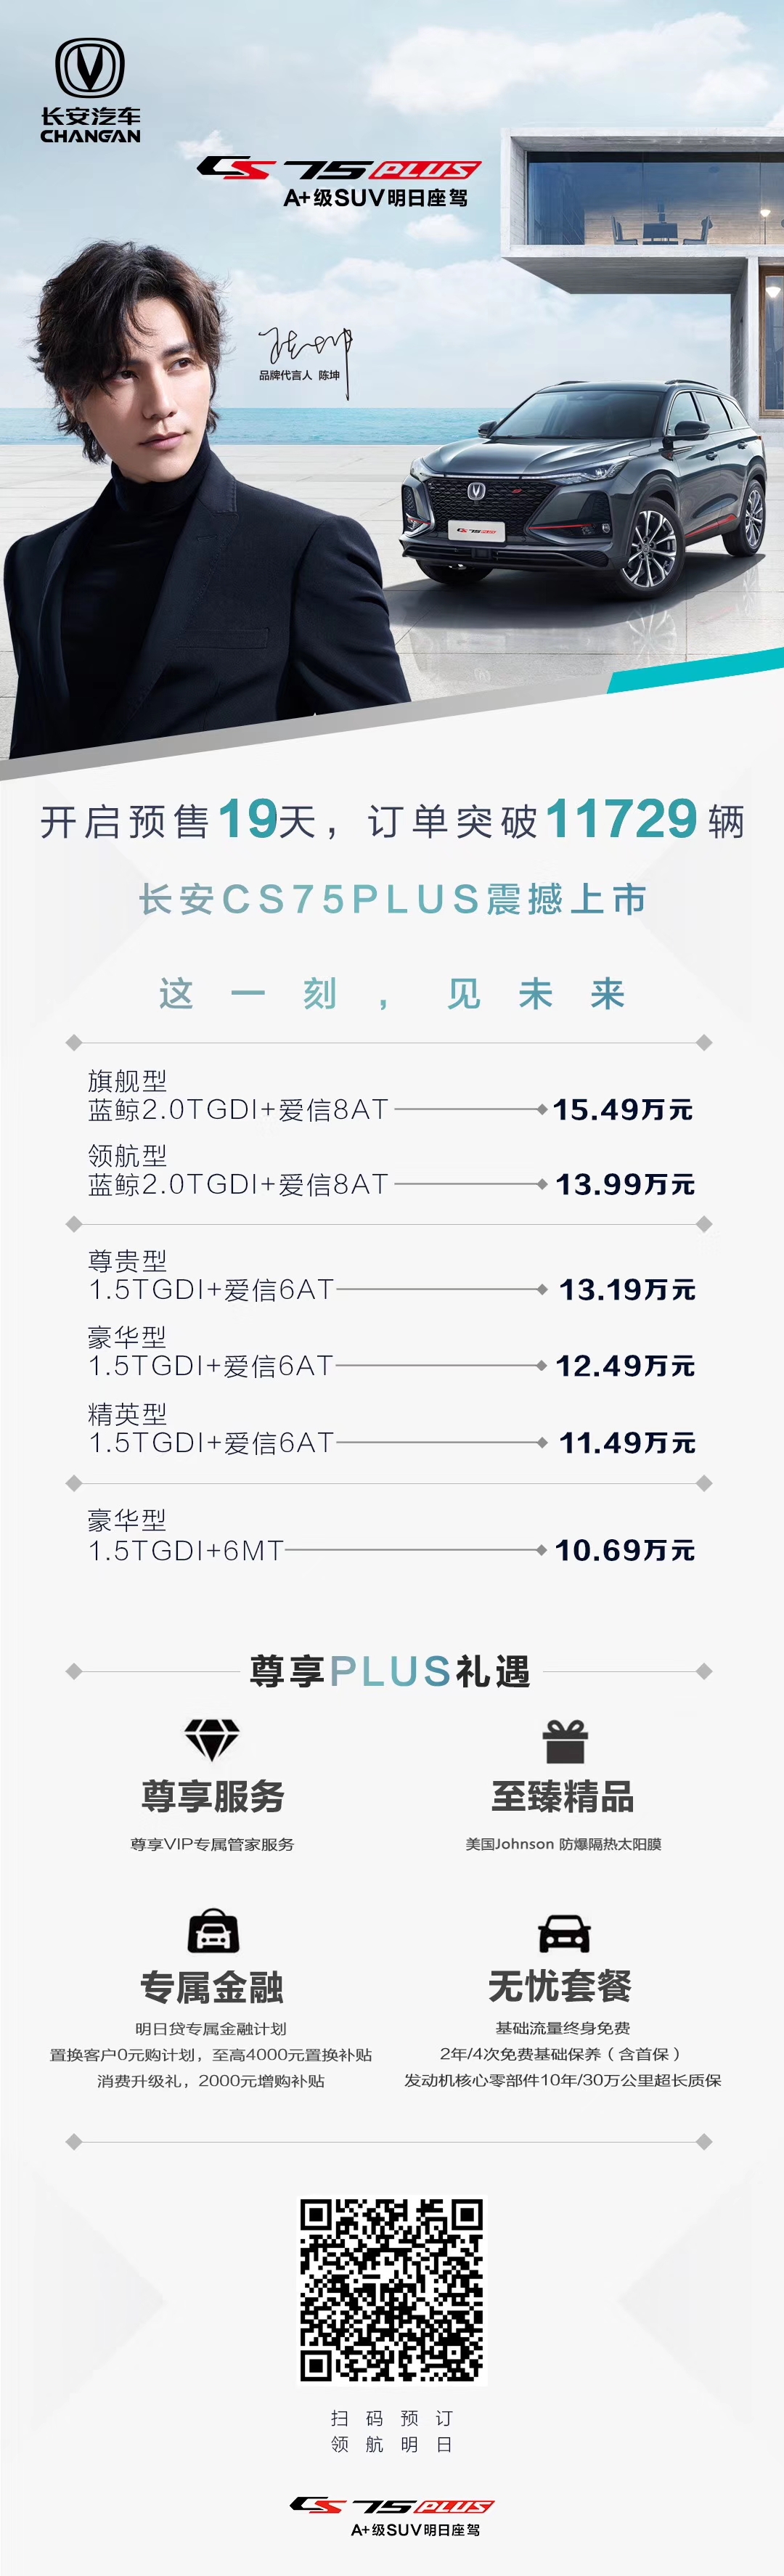 长安汽车
CHANGAN
CS75PLUS
A+级SUV明日座驾
品牌代言人 陈坤
CS75PLUS
开启预售19天，订单突破11729辆
长安CS75PLUS震撼上市
这一刻，见未来
旗舰型
蓝鲸2.0TGDI+爱信8AT 15.49万元
领航型
蓝鲸2.0TGDI+爱信8AT 13.99万元
尊贵型
1.5TGDI+爱信6AT 13.19万元
豪华型
1.5TGDI+爱信6AT 12.49万元
精英型
1.5TGDI+爱信6AT 11.49万元
豪华型
1.5TGDI+6MT 10.69万元
尊享PLUS礼遇
尊享服务
尊享VIP专属管家服务
至臻精品
美国Johnson 防爆隔热太阳膜
专属金融
明日贷专属金融计划
置换客户0元购计划，至高4000元置换补贴
消费升级礼，2000元增购补贴
无忧套餐
基础流量终身免费
2年/4次免费基础保养（含首保）
发动机核心零部件10年/30万公里超长质保
扫码预订
领航明日
CS75PLUS
A+级SUV明日座驾